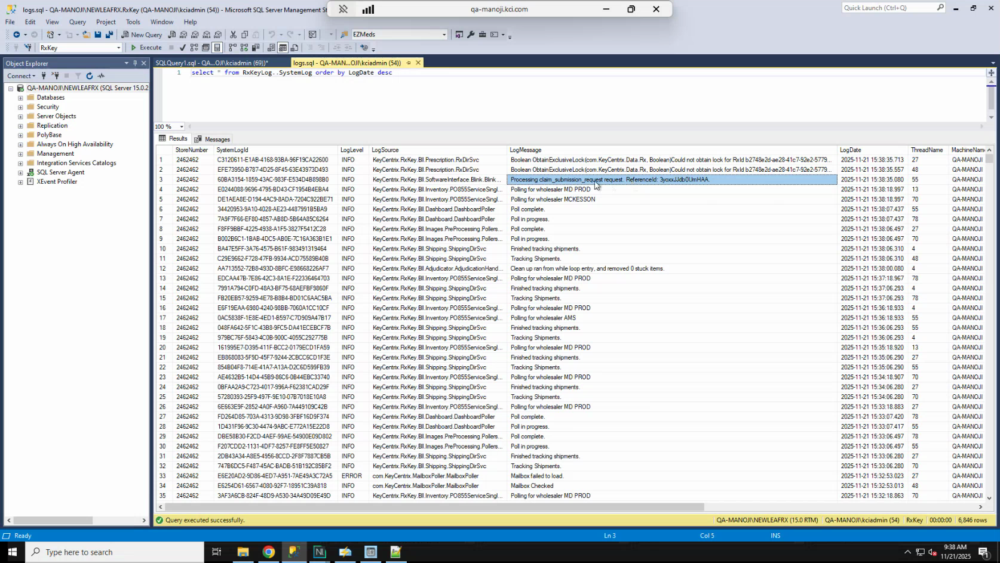 logs.sql - QA-MANOJI\NEWLEAFRX.RxKey (QA-MANOJI\kciadmin (54)) - Microsoft SQL Server Management St
qa-manoji.kci.com
Quick Launch (Ctrl+Q)
File Edit View Query Project Tools Window Help
New Query EZMeds
RxKey Execute
Object Explorer
SQLQuery1.sql - QA...OJI\kciadmin (69))*
logs.sql - QA-MAN...OJI\kciadmin (54))
Connect
1 select * from RxKeyLog..SystemLog order by LogDate desc
QA-MANOJI\NEWLEAFRX (SQL Server 15.0.2
Databases
Security
Server Objects
Replication
PolyBase
Always On High Availability
Management
Integration Services Catalogs
SQL Server Agent
XEvent Profiler
100 %
Results Messages
StoreNumber SystemLogId LogLevel LogSource LogMessage LogDate ThreadName MachineName
1 2462462 C3120611-E1AB-4168-93BA-96F19CA22600 INFO KeyCentrix.RxKey.Bll.Prescription.RxDirSvc Boolean ObtainExclusiveLock(com.KeyCentrix.Data.Rx, Boolean)Could not obtain lock for RxId b2748e2d-ae28-41c7-92e2-5779... 2025-11-21 15:38:35.713 27 QA-MANOJI
2 2462462 EFE73950-B787-4D25-8F45-63E43973D493 INFO KeyCentrix.RxKey.Bll.Prescription.RxDirSvc Boolean ObtainExclusiveLock(com.KeyCentrix.Data.Rx, Boolean)Could not obtain lock for RxId b2748e2d-ae28-41c7-92e2-5779... 2025-11-21 15:38:35.557 48 QA-MANOJI
3 2462462 60BA3154-1859-43AC-983F-E534D4B898B0 INFO KeyCentrix.RxKey.Bll.SoftwareInterface.Blink.Blink... Processing claim_submission_request request. ReferenceId: 3yoxxJJdb0UmHAA. 2025-11-21 15:38:35.080 55 QA-MANOJI
4 2462462 E0244088-9696-4795-BD43-CF1954B4EBA4 INFO KeyCentrix.RxKey.Bll.Inventory.PO855ServiceSingl... Polling for wholesaler MD PROD 2025-11-21 15:38:18.997 13 QA-MANOJI
5 2462462 DE1AEA8E-D194-4AC9-8ADA-7204C922BE71 INFO KeyCentrix.RxKey.Bll.Inventory.PO855ServiceSingl... Polling for wholesaler MCKESSON 2025-11-21 15:38:18.997 70 QA-MANOJI
6 2462462 34420953-9A10-4028-AE23-4487991B5BA9 INFO KeyCentrix.RxKey.Bll.Dashboard.DashboardPoller Poll complete. 2025-11-21 15:38:07.437 55 QA-MANOJI
7 2462462 7A9F7F66-EF80-4857-AB8D-5B64A85C6264 INFO KeyCentrix.RxKey.Bll.Dashboard.DashboardPoller Poll in progress. 2025-11-21 15:38:07.437 78 QA-MANOJI
8 2462462 F8FF9BBF-4225-4938-A1F5-3827F5412C28 INFO KeyCentrix.RxKey.Bll.Images.PreProcessing.Pollers... Poll complete. 2025-11-21 15:38:06.497 27 QA-MANOJI
9 2462462 B002B6C1-1BAB-4DC5-AB0E-7C16A363B1E1 INFO KeyCentrix.RxKey.Bll.Images.PreProcessing.Pollers... Poll in progress. 2025-11-21 15:38:06.497 70 QA-MANOJI
10 2462462 BA47E5FF-3A76-4575-B61F-983491319464 INFO KeyCentrix.RxKey.Bll.Shipping.ShippingDirSvc Finished tracking shipments. 2025-11-21 15:38:06.310 4 QA-MANOJI
11 2462462 C29E9662-F728-47FB-9934-ACD75589B40B INFO KeyCentrix.RxKey.Bll.Shipping.ShippingDirSvc Tracking Shipments. 2025-11-21 15:38:06.310 48 QA-MANOJI
12 2462462 AA713552-72AB-493D-8BFC-E98668226AF7 INFO KeyCentrix.RxKey.Bll.Adjudicator.AdjudicationHand... Clean up ran from while loop entry, and removed 0 stuck items. 2025-11-21 15:38:00.080 4 QA-MANOJI
13 2462462 EDCAA47B-7E86-42C3-8A1E-F22336464703 INFO KeyCentrix.RxKey.Bll.Inventory.PO855ServiceSingl... Polling for wholesaler MD PROD 2025-11-21 15:37:18.967 78 QA-MANOJI
14 2462462 7991A794-C0FD-48A3-BF75-68AEFBF9860F INFO KeyCentrix.RxKey.Bll.Shipping.ShippingDirSvc Finished tracking shipments. 2025-11-21 15:37:06.293 4 QA-MANOJI
15 2462462 FB20EB57-9259-4E78-B8B4-BD01C6AAC5BA INFO KeyCentrix.RxKey.Bll.Shipping.ShippingDirSvc Tracking Shipments. 2025-11-21 15:37:06.293 78 QA-MANOJI
16 2462462 E6F19EAA-6980-4240-98BB-7060A1CC10CF INFO KeyCentrix.RxKey.Bll.Inventory.PO855ServiceSingl... Polling for wholesaler MD PROD 2025-11-21 15:36:18.933 4 QA-MANOJI
17 2462462 0AC5838F-1E8E-4ED1-B597-C7D909A47B17 INFO KeyCentrix.RxKey.Bll.Inventory.PO855ServiceSingl... Polling for wholesaler AMS 2025-11-21 15:36:18.933 55 QA-MANOJI
18 2462462 048FA642-5F1C-43B8-9FC5-DA41ECEBCF7B INFO KeyCentrix.RxKey.Bll.Shipping.ShippingDirSvc Finished tracking shipments. 2025-11-21 15:36:06.293 55 QA-MANOJI
19 2462462 979BC76F-5843-4C0B-900C-4055C292775B INFO KeyCentrix.RxKey.Bll.Shipping.ShippingDirSvc Tracking Shipments. 2025-11-21 15:36:06.293 4 QA-MANOJI
20 2462462 161995E7-D395-411F-BCC2-0179ECD1FA59 INFO KeyCentrix.RxKey.Bll.Inventory.PO855ServiceSingl... Polling for wholesaler MD PROD 2025-11-21 15:35:18.920 13 QA-MANOJI
21 2462462 EB868083-5F9D-45F7-9244-2CBCC6CD1F3E INFO KeyCentrix.RxKey.Bll.Shipping.ShippingDirSvc Finished tracking shipments. 2025-11-21 15:35:06.290 27 QA-MANOJI
22 2462462 854B04F8-714E-41A7-A13A-D2C6D599FB39 INFO KeyCentrix.RxKey.Bll.Shipping.ShippingDirSvc Tracking Shipments. 2025-11-21 15:35:06.290 55 QA-MANOJI
23 2462462 AE4632B5-14D4-45B9-86C6-0B44EBC33740 INFO KeyCentrix.RxKey.Bll.Inventory.PO855ServiceSingl... Polling for wholesaler MD PROD 2025-11-21 15:34:18.907 70 QA-MANOJI
24 2462462 0BFAA2A9-C723-4017-996A-F62381CAD29F INFO KeyCentrix.RxKey.Bll.Shipping.ShippingDirSvc Finished tracking shipments. 2025-11-21 15:34:06.280 27 QA-MANOJI
25 2462462 57280393-25F9-497F-9E10-07B7018E10A8 INFO KeyCentrix.RxKey.Bll.Shipping.ShippingDirSvc Tracking Shipments. 2025-11-21 15:34:06.280 70 QA-MANOJI
26 2462462 6E663E9F-2852-4A0F-A960-7A449109C42B INFO KeyCentrix.RxKey.Bll.Inventory.PO855ServiceSingl... Polling for wholesaler MD PROD 2025-11-21 15:33:18.883 27 QA-MANOJI
27 2462462 FD264D85-703A-4313-9D98-3FBF16D9F374 INFO KeyCentrix.RxKey.Bll.Dashboard.DashboardPoller Poll complete. 2025-11-21 15:33:07.420 78 QA-MANOJI
28 2462462 1D431F96-9C30-4474-9ABC-E772A15E22D8 INFO KeyCentrix.RxKey.Bll.Dashboard.DashboardPoller Poll in progress. 2025-11-21 15:33:07.417 55 QA-MANOJI
29 2462462 DBE58B30-F2CD-4AEF-99AE-54900E09D802 INFO KeyCentrix.RxKey.Bll.Images.PreProcessing.Pollers... Poll complete. 2025-11-21 15:33:06.497 78 QA-MANOJI
30 2462462 F207CDD2-1131-4DF7-8257-FE8FF5E50827 INFO KeyCentrix.RxKey.Bll.Images.PreProcessing.Pollers... Poll in progress. 2025-11-21 15:33:06.497 55 QA-MANOJI
31 2462462 2DB43A34-A8E5-4956-8CCD-2F8F7887CB5B INFO KeyCentrix.RxKey.Bll.Shipping.ShippingDirSvc Finished tracking shipments. 2025-11-21 15:33:06.280 27 QA-MANOJI
32 2462462 747B6DC5-F487-45AC-BADB-51B192C85BF2 INFO KeyCentrix.RxKey.Bll.Shipping.ShippingDirSvc Tracking Shipments. 2025-11-21 15:33:06.280 70 QA-MANOJI
33 2462462 E6E20AD2-9D86-4ED7-A951-7AE49A3C72A5 ERROR com.KeyCentrix.MailboxPoller.MailboxPoller Mailbox failed to load. 2025-11-21 15:32:53.023 27 QA-MANOJI
34 2462462 E6254D61-6567-4080-92F7-18951C39A818 INFO com.KeyCentrix.MailboxPoller.MailboxPoller Mailbox Checked 2025-11-21 15:32:53.013 48 QA-MANOJI
35 2462462 3AF3A6CB-824F-48D9-A530-34A49D09E49D INFO KeyCentrix.RxKey.Bll.Inventory.PO855ServiceSingl... Polling for wholesaler MD PROD 2025-11-21 15:32:18.863 70 QA-MANOJI
Query executed successfully. QA-MANOJI\NEWLEAFRX (15.0 RTM) QA-MANOJI\kciadmin (54) RxKey 00:00:00 6,846 rows
Ready Ln 3 Col 5 INS
Type here to search
9:38 AM
11/21/2025
1